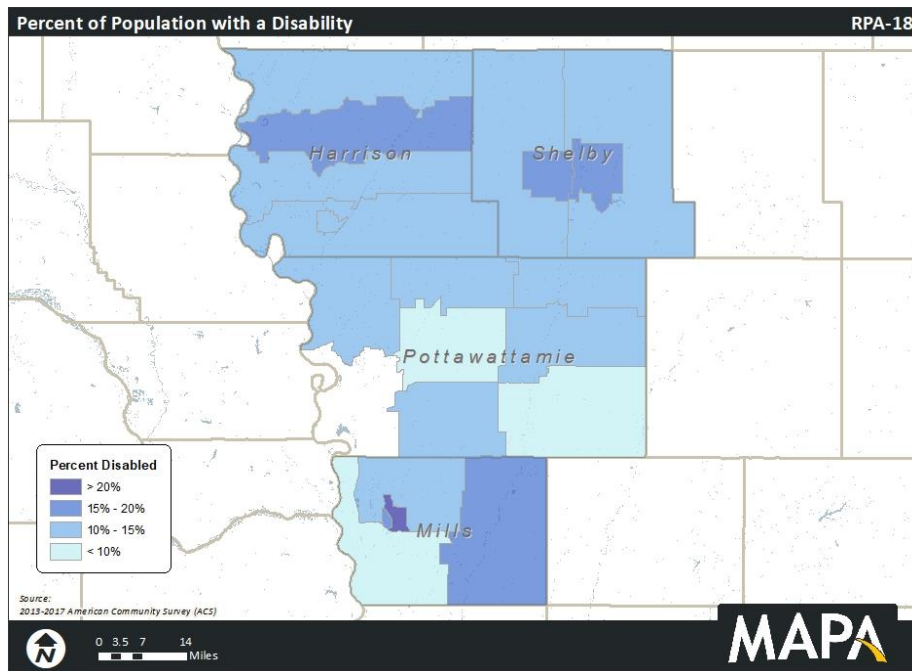 Percent of Population with a Disability
RPA-18
Harrison
Shelby
Pottawattamie
Mills
Percent Disabled
> 20%
15% - 20%
10% - 15%
< 10%
Source:
2013-2017 American Community Survey (ACS)
N
0 3.5 7 14
Miles
MAPA